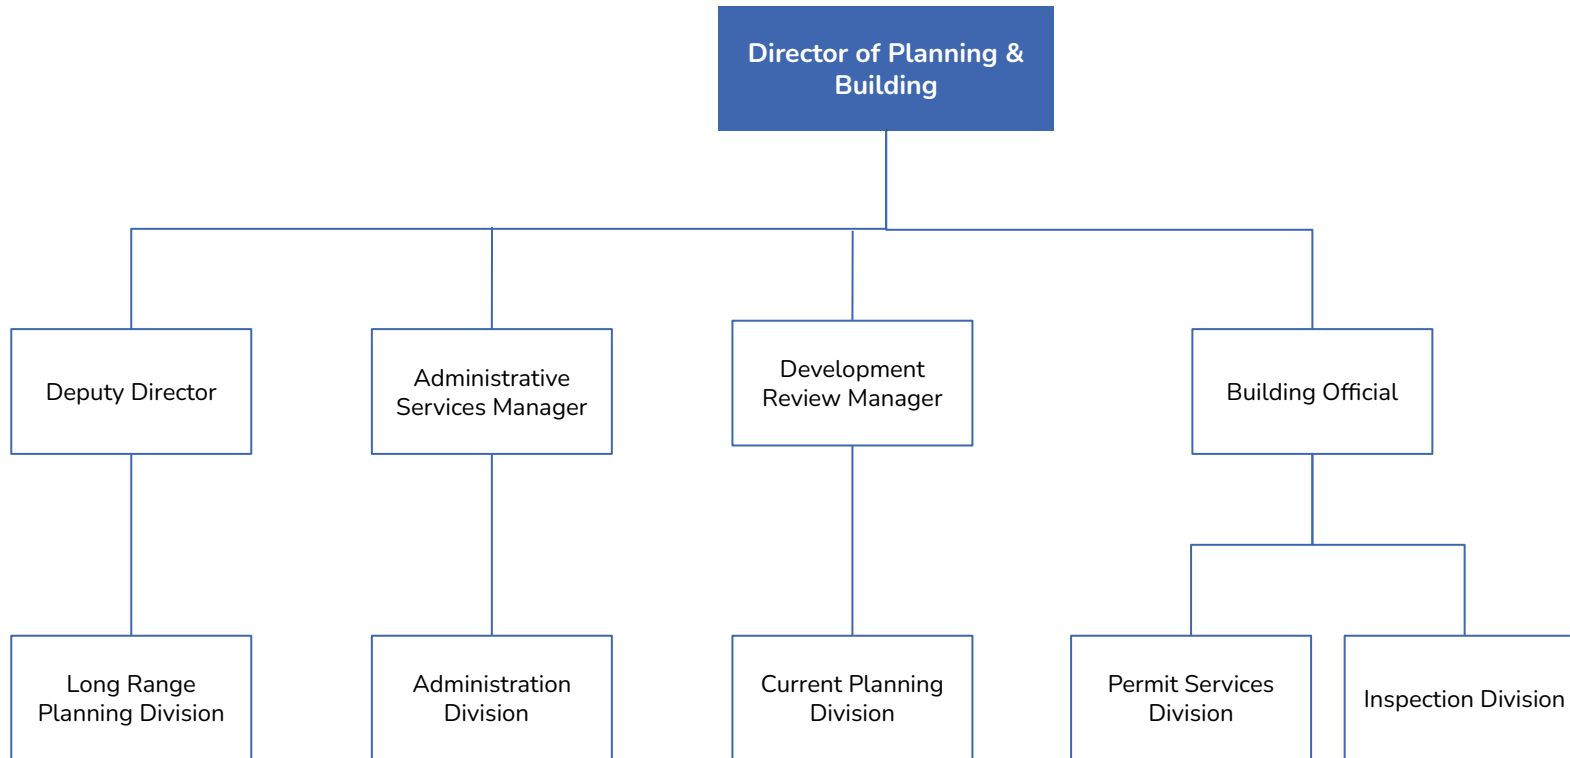 Director of Planning &
Building
Deputy Director
Administrative
Services Manager
Development
Review Manager
Building Official
Long Range
Planning Division
Administration
Division
Current Planning
Division
Permit Services
Division
Inspection Division